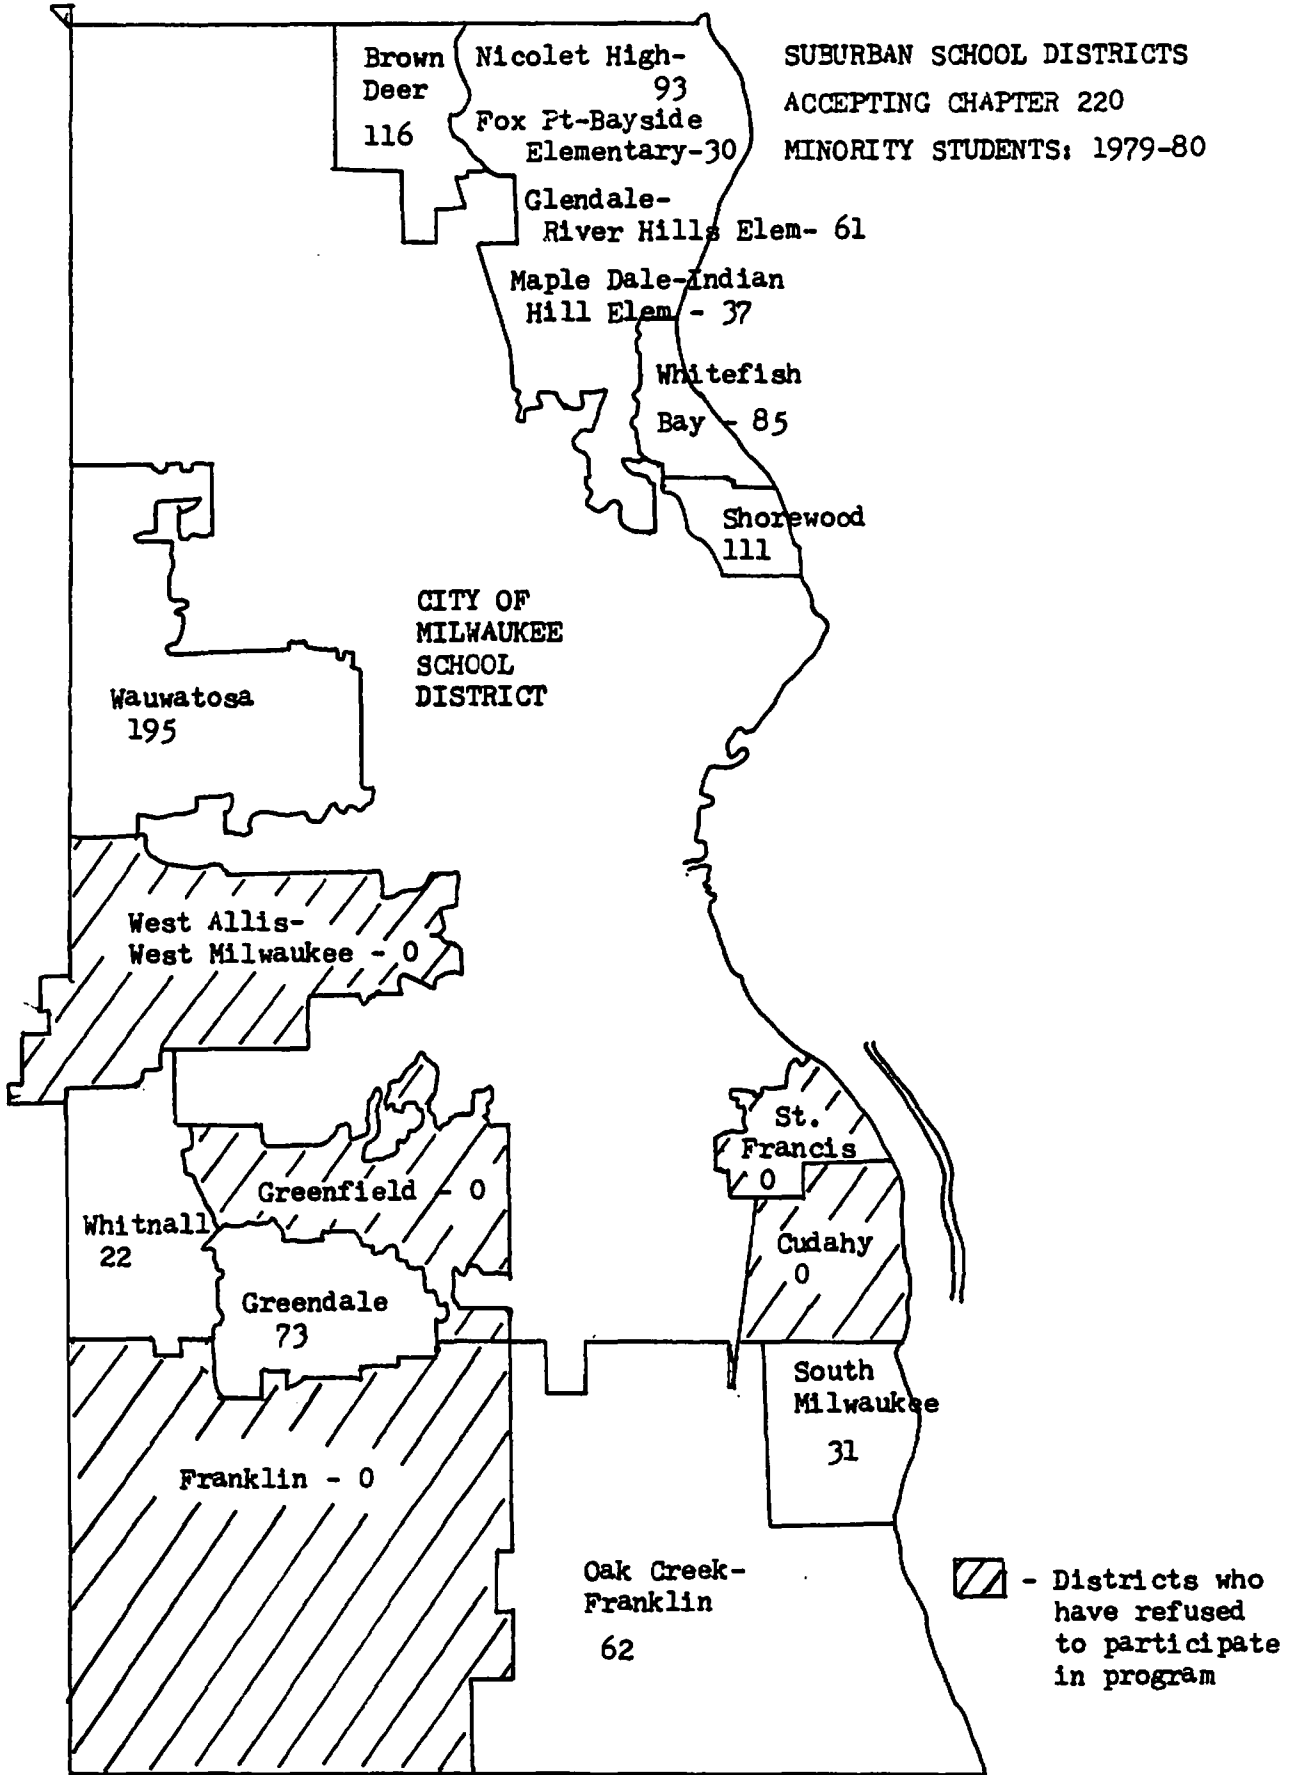 SUBURBAN SCHOOL DISTRICTS
ACCEPTING CHAPTER 220
MINORITY STUDENTS: 1979-80
Brown
Deer
116
Nicolet High-
93
Fox Pt-Bayside
Elementary-30
Glendale-
River Hills Elem- 61
Maple Dale-Indian
Hill Elem - 37
Whitefish
Bay - 85
Shorewood
111
CITY OF
MILWAUKEE
SCHOOL
DISTRICT
Wauwatosa
195
West Allis-
West Milwaukee - 0
St.
Francis
0
Greenfield - 0
Whitnall
22
Cudahy
0
Greendale
73
South
Milwaukee
31
Franklin - 0
Oak Creek-
Franklin
62
- Districts who
have refused
to participate
in program